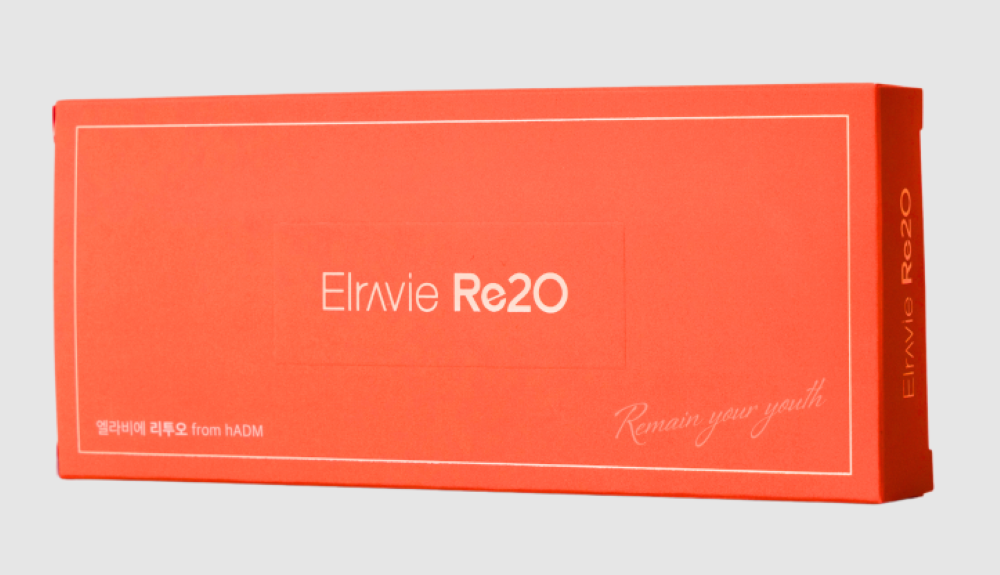 Elravie Re2O
엘라비에 리투오 from hADM
Remain your youth
Elravie Re2O